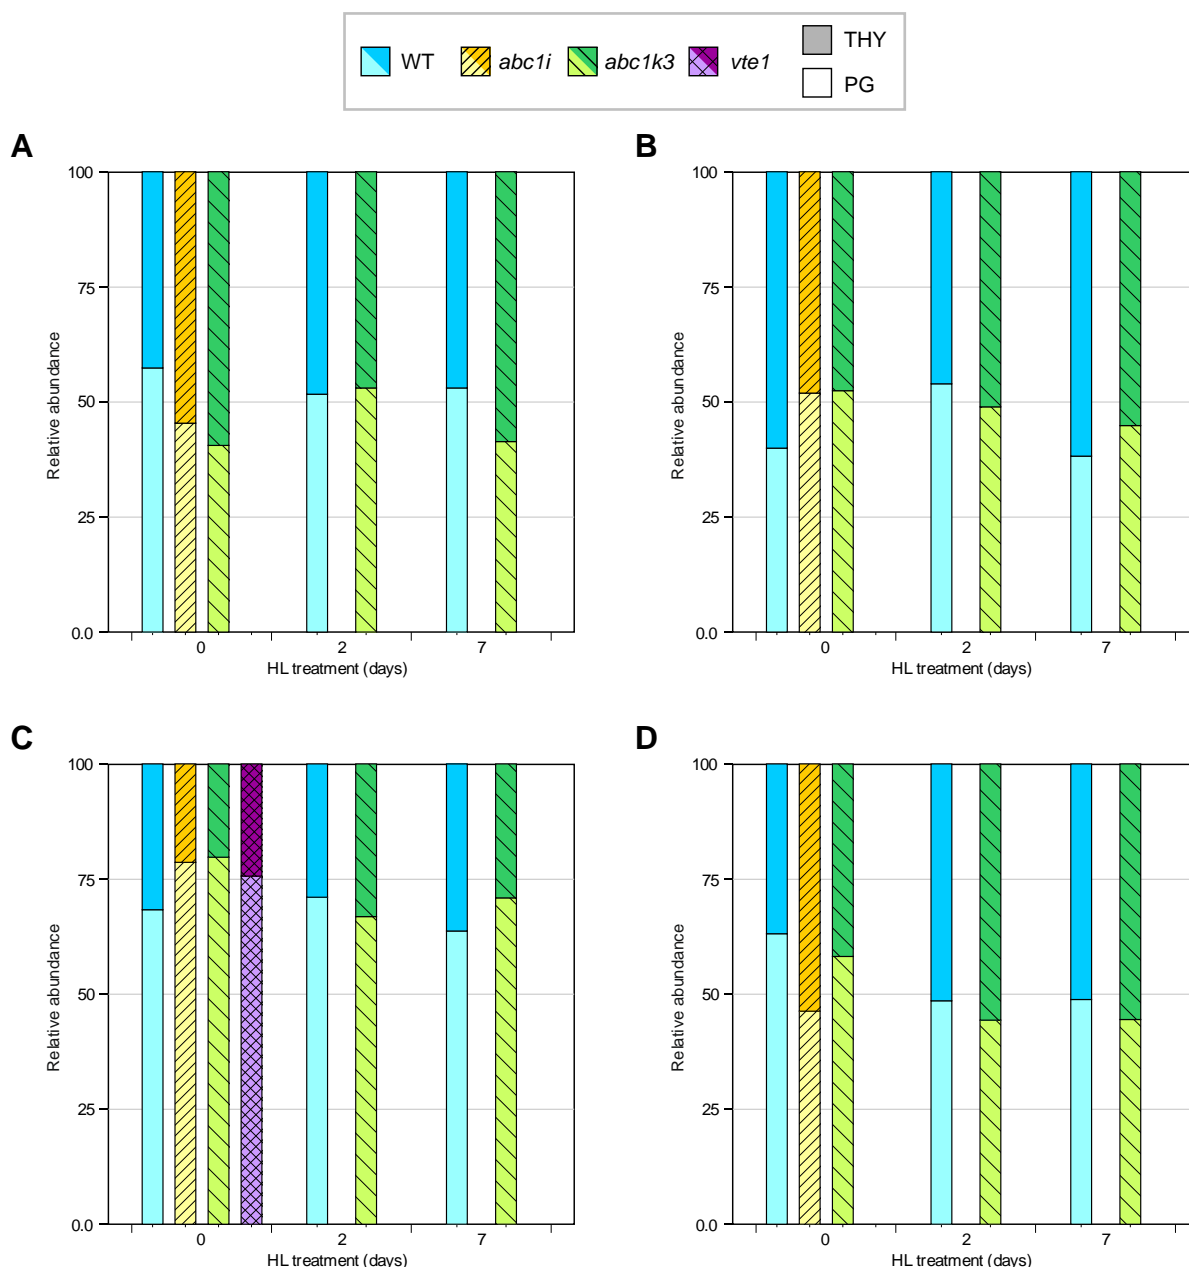 WT abc1i abc1k3 vte1 THY
PG
A
100
75
50
25
0.0
Relative abundance
0 2 7
HL treatment (days)
B
100
75
50
25
0.0
Relative abundance
0 2 7
HL treatment (days)
C
100
75
50
25
0.0
Relative abundance
0 2 7
HL treatment (days)
D
100
75
50
25
0.0
Relative abundance
0 2 7
HL treatment (days)